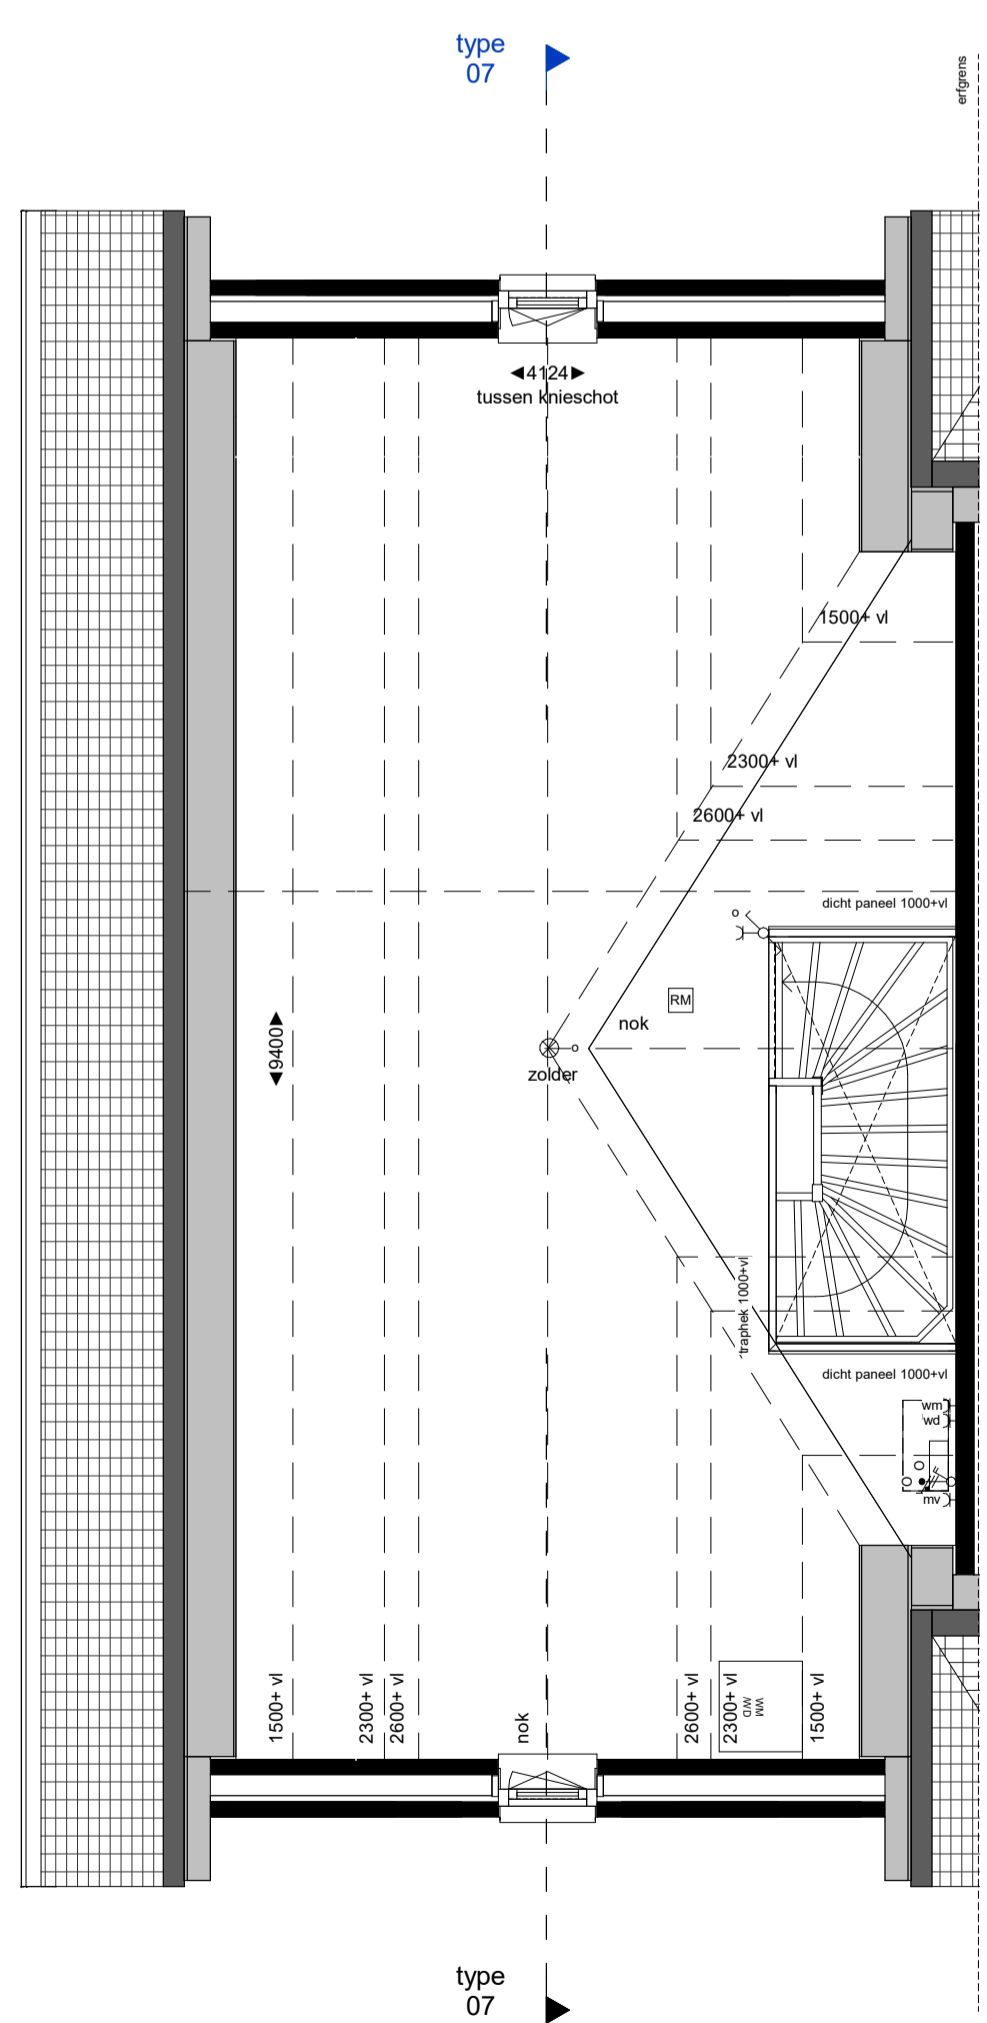 type
07
erfgrens
4124
tussen knieschot
1500+ vl
2300+ vl
2600+ vl
dicht paneel 1000+vl
RM
nok
9400
zolder
traphek 1000+vl
dicht paneel 1000+vl
wm
wd
mv
1500+ vl
2300+ vl
2600+ vl
nok
2600+ vl
2300+ vl
WM
/WD
1500+ vl
type
07